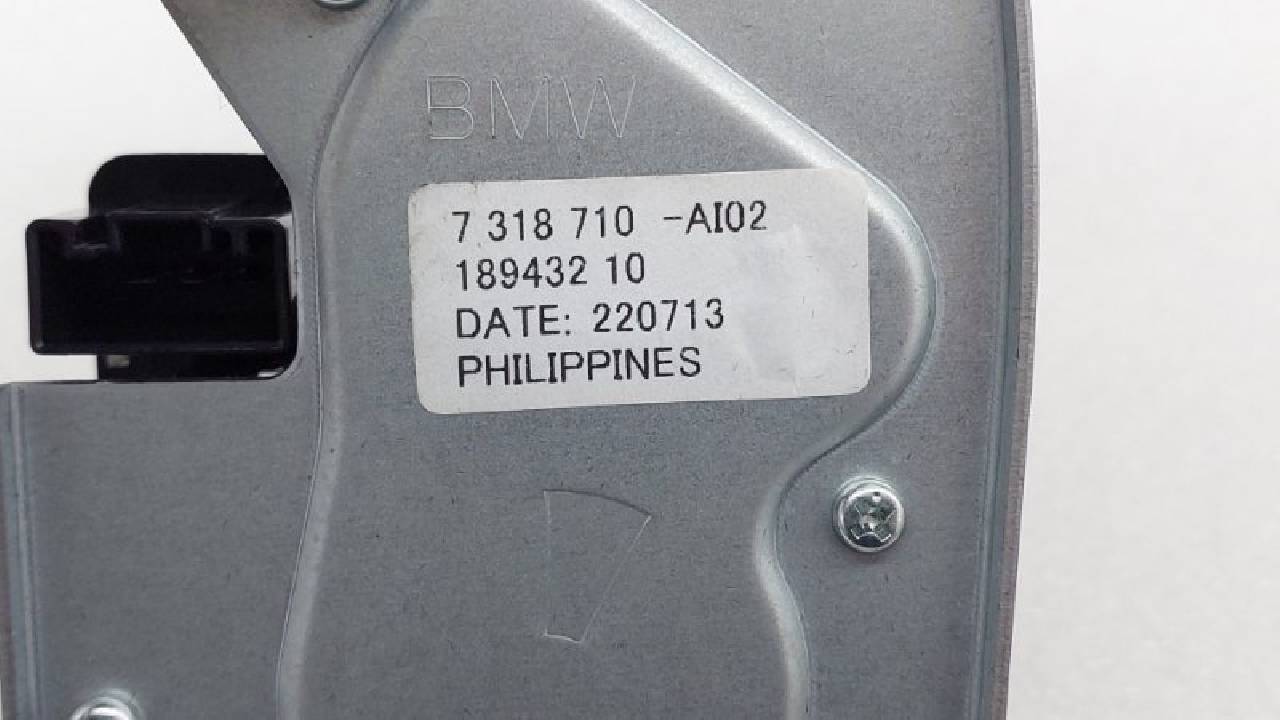 BMW
7 318 710 -AI02
189432 10
DATE: 220713
PHILIPPINES